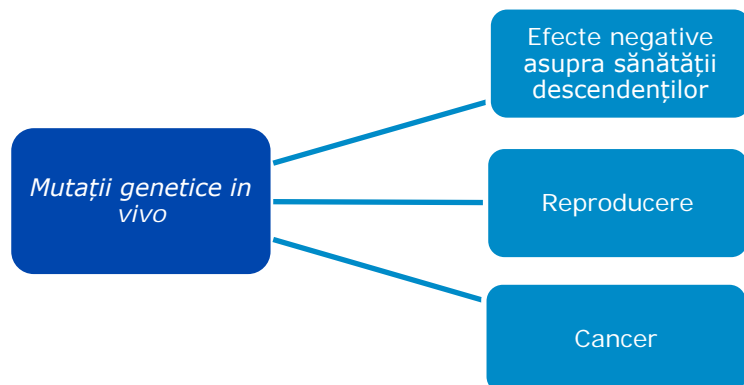 Efecte negative
asupra sănătății
descendenților
Mutații genetice in
vivo
Reproducere
Cancer